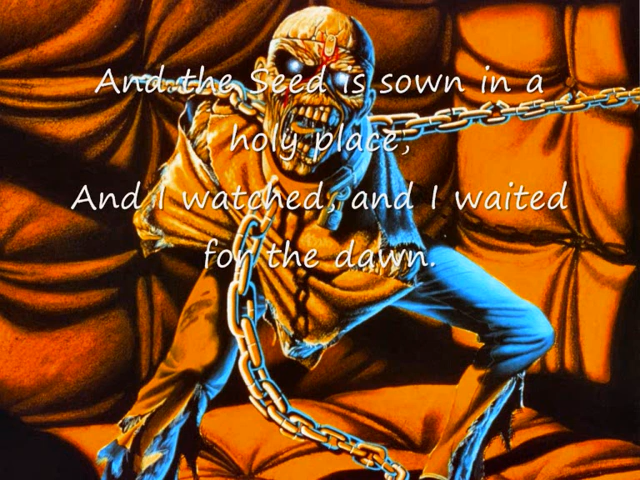 And the Seed is sown in a
holy place,
And I watched, and I waited
for the dawn.